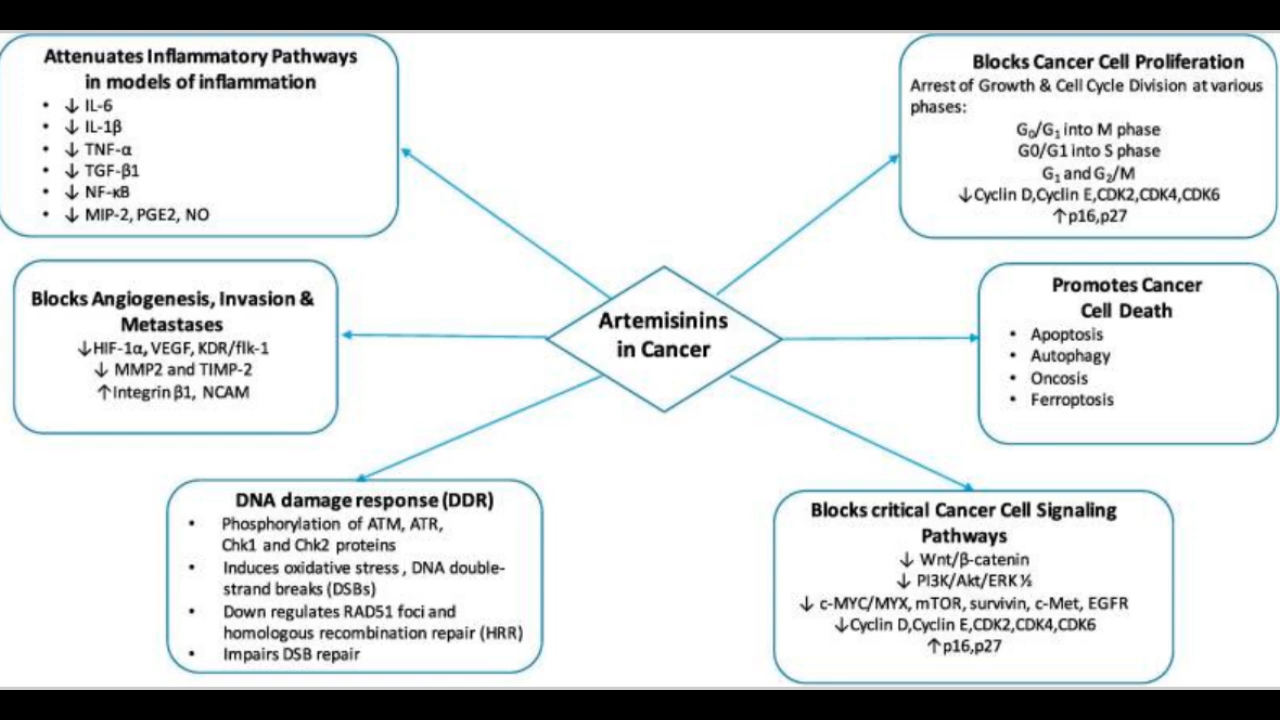 Attenuates Inflammatory Pathways
in models of inflammation
• ↓ IL-6
• ↓ IL-1β
• ↓ TNF-α
• ↓ TGF-β1
• ↓ NF-κB
• ↓ MIP-2, PGE2, NO
Blocks Cancer Cell Proliferation
Arrest of Growth & Cell Cycle Division at various
phases:
G₀/G₁ into M phase
G0/G1 into S phase
G₁ and G₂/M
↓Cyclin D,Cyclin E,CDK2,CDK4,CDK6
↑p16,p27
Blocks Angiogenesis, Invasion &
Metastases
↓HIF-1α, VEGF, KDR/flk-1
↓ MMP2 and TIMP-2
↑Integrin β1, NCAM
Artemisinins
in Cancer
Promotes Cancer
Cell Death
• Apoptosis
• Autophagy
• Oncosis
• Ferroptosis
DNA damage response (DDR)
• Phosphorylation of ATM, ATR,
Chk1 and Chk2 proteins
• Induces oxidative stress , DNA double-
strand breaks (DSBs)
• Down regulates RAD51 foci and
homologous recombination repair (HRR)
• Impairs DSB repair
Blocks critical Cancer Cell Signaling
Pathways
↓ Wnt/β-catenin
↓ PI3K/Akt/ERK ½
↓ c-MYC/MYX, mTOR, survivin, c-Met, EGFR
↓Cyclin D,Cyclin E,CDK2,CDK4,CDK6
↑p16,p27